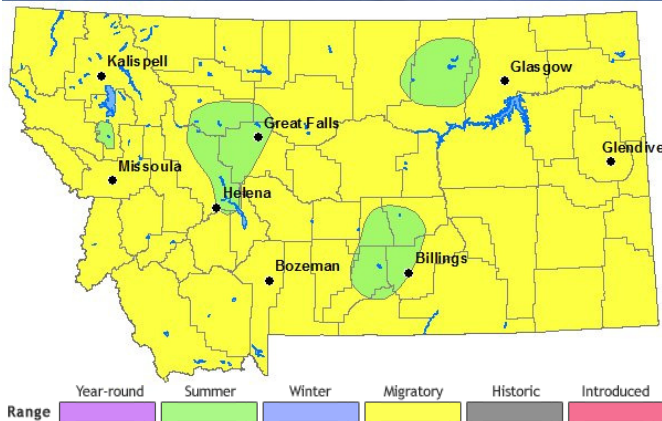 Kalispell
Glasgow
Great Falls
Glendive
Missoula
Helena
Bozeman
Billings
Year-round Summer Winter Migratory Historic Introduced
Range